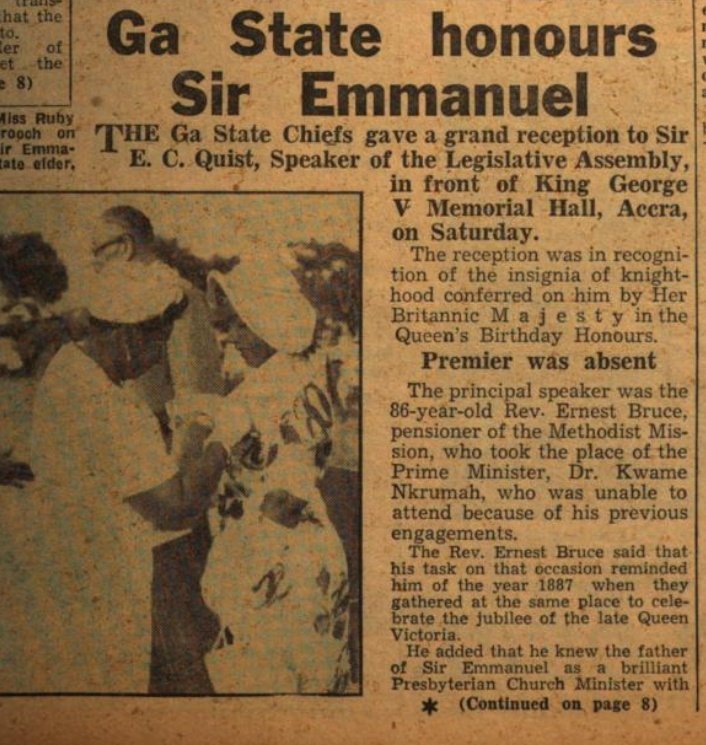 that the
to.
of
et the
8)
Miss Ruby
rooch on
ir Emma-
tate elder,
Ga State honours
Sir Emmanuel
THE Ga State Chiefs gave a grand reception to Sir
E. C. Quist, Speaker of the Legislative Assembly,
in front of King George
V Memorial Hall, Accra,
on Saturday.
The reception was in recogni-
tion of the insignia of knight-
hood conferred on him by Her
Britannic Majesty in the
Queen's Birthday Honours.
Premier was absent
The principal speaker was the
86-year-old Rev. Ernest Bruce,
pensioner of the Methodist Mis-
sion, who took the place of the
Prime Minister, Dr. Kwame
Nkrumah, who was unable to
attend because of his previous
engagements.
The Rev. Ernest Bruce said that
his task on that occasion reminded
him of the year 1887 when they
gathered at the same place to cele-
brate the jubilee of the late Queen
Victoria.
He added that he knew the father
of Sir Emmanuel as a brilliant
Presbyterian Church Minister with
* (Continued on page 8)